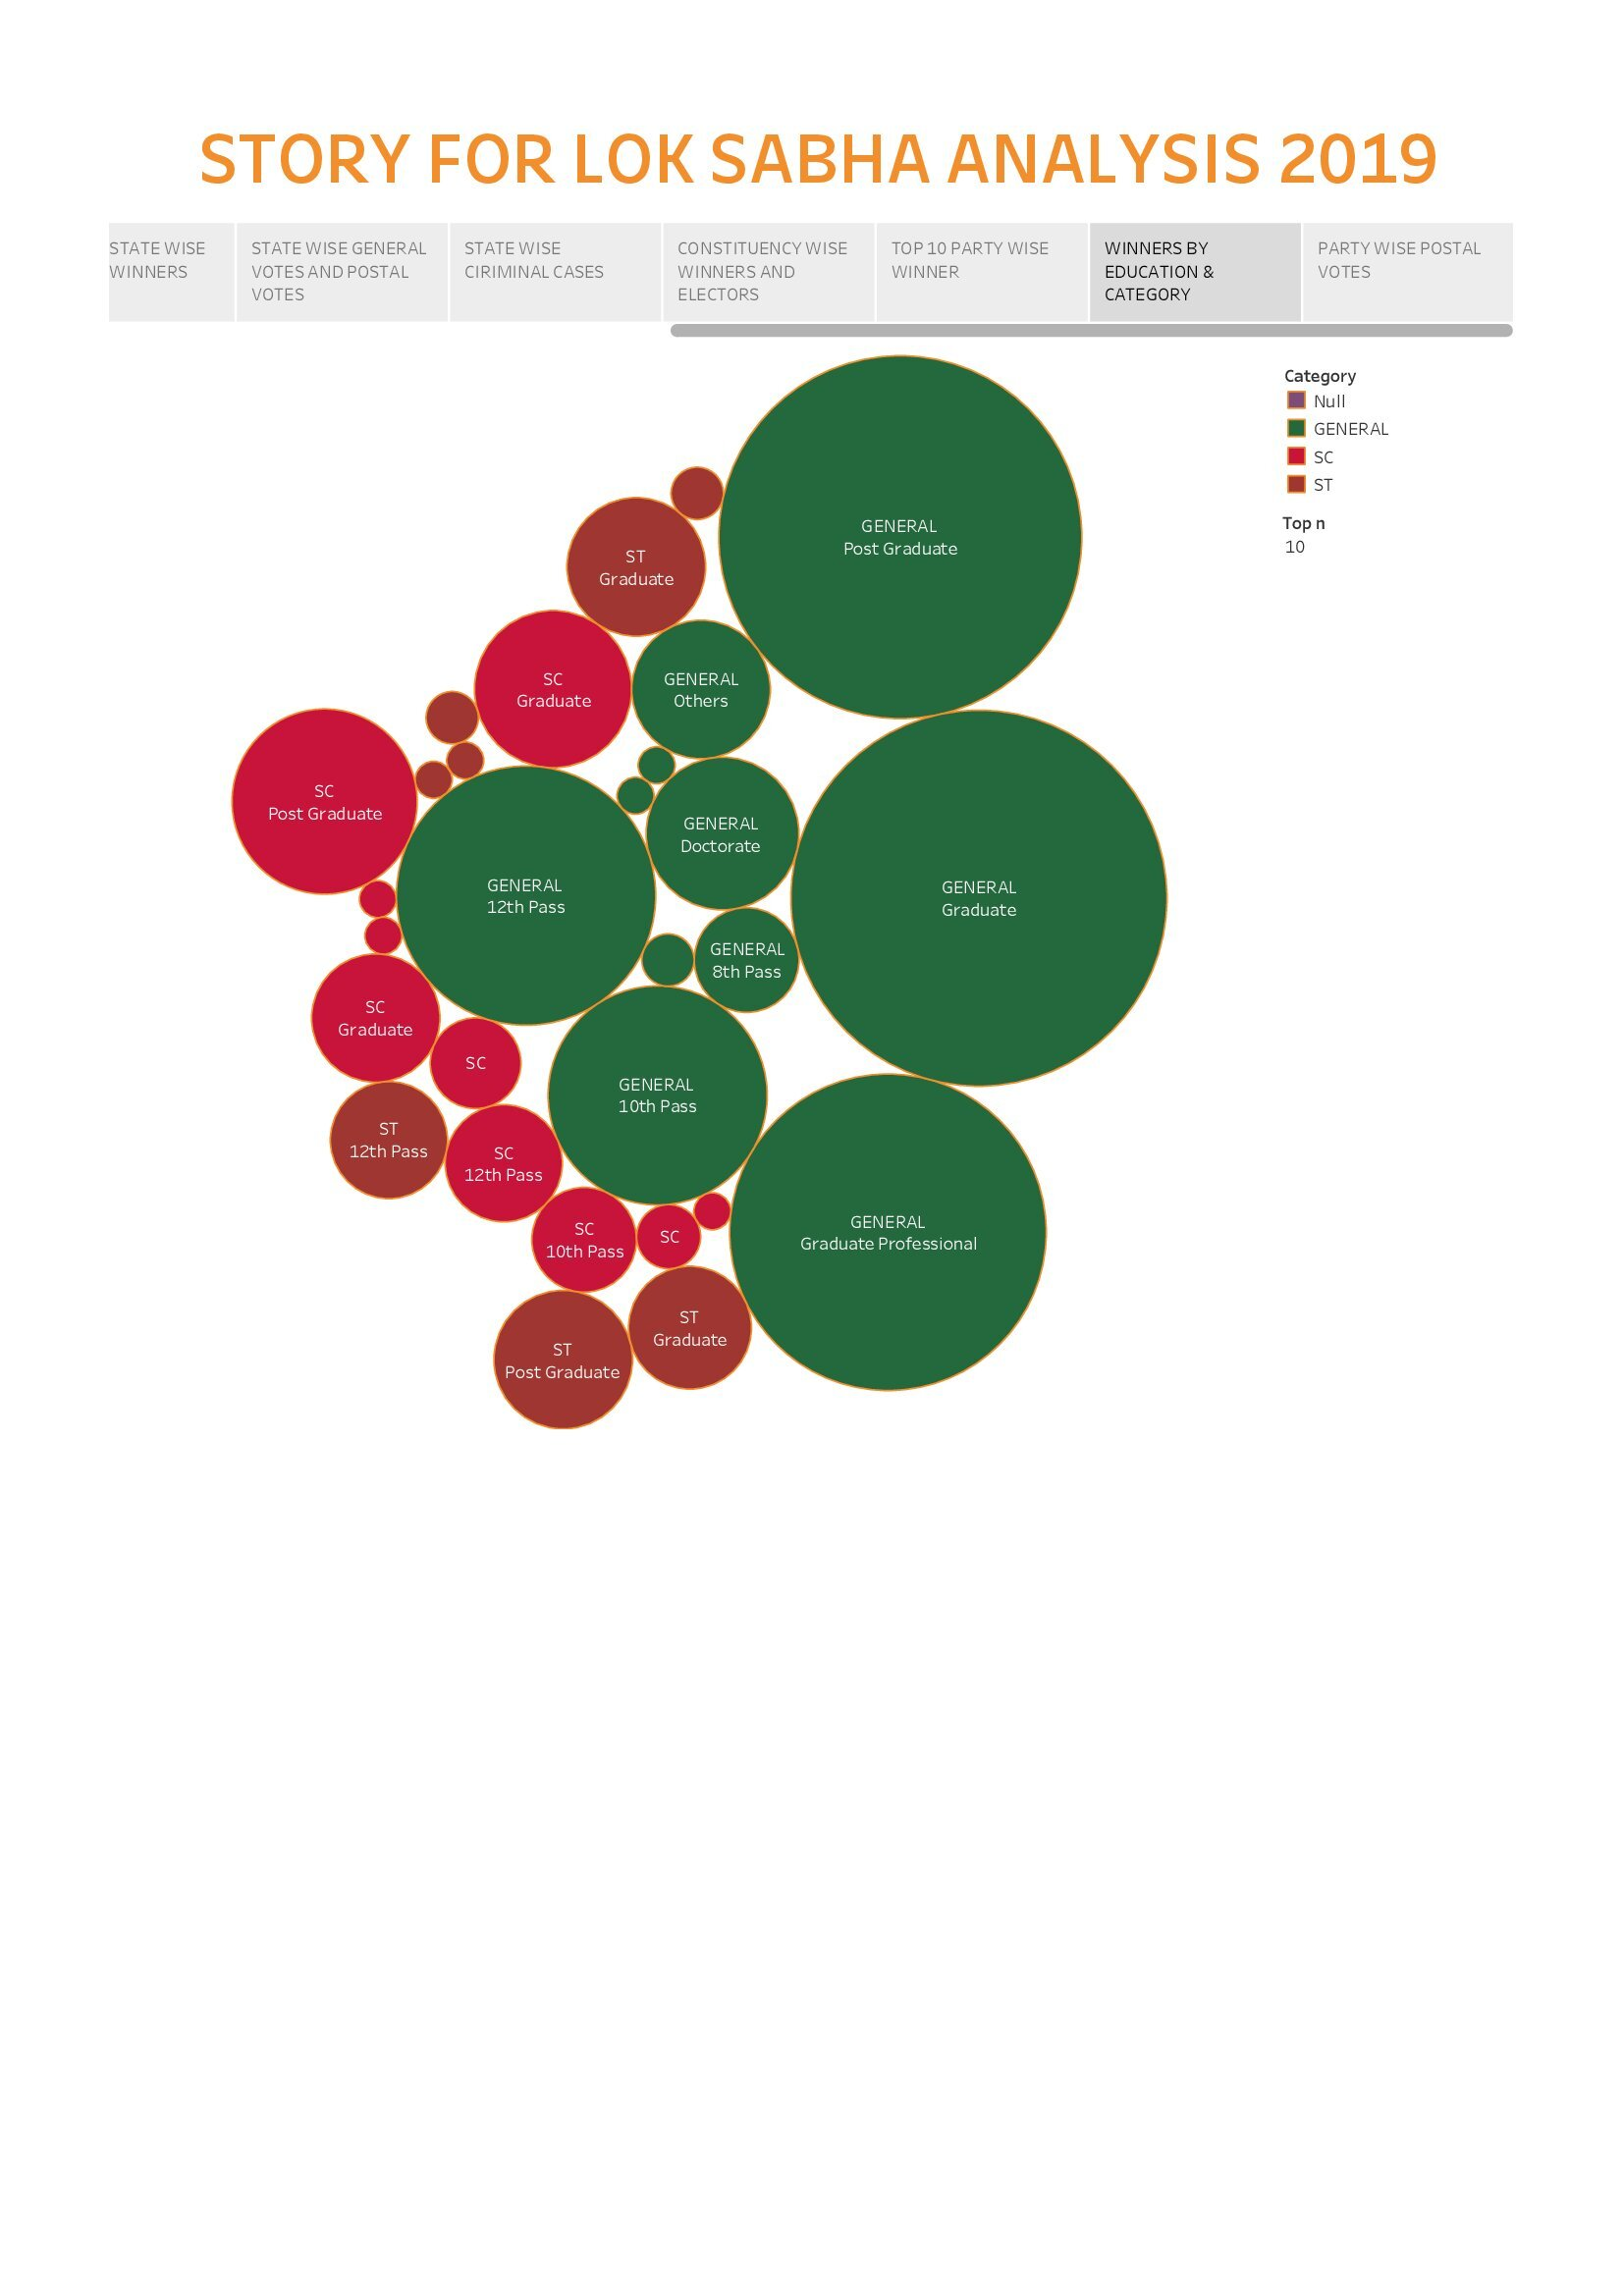 STORY FOR LOK SABHA ANALYSIS 2019
STATE WISE
WINNERS
STATE WISE GENERAL
VOTES AND POSTAL
VOTES
STATE WISE
CIRIMINAL CASES
CONSTITUENCY WISE
WINNERS AND
ELECTORS
TOP 10 PARTY WISE
WINNER
WINNERS BY
EDUCATION &
CATEGORY
PARTY WISE POSTAL
VOTES
Category
Null
GENERAL
SC
ST
Top n
10
GENERAL
Post Graduate
ST
Graduate
SC
Graduate
GENERAL
Others
SC
Post Graduate
GENERAL
Doctorate
GENERAL
12th Pass
GENERAL
Graduate
GENERAL
8th Pass
SC
Graduate
SC
GENERAL
10th Pass
ST
12th Pass
SC
12th Pass
SC
10th Pass
SC
GENERAL
Graduate Professional
ST
Graduate
ST
Post Graduate